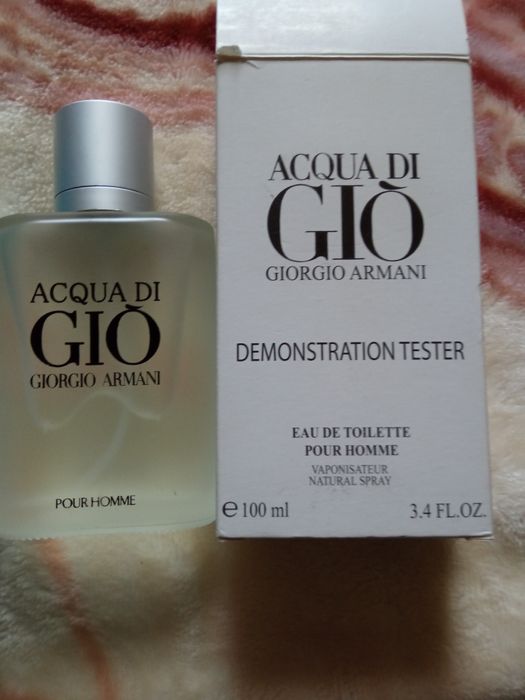 ACQUA DI
GIÒ
GIORGIO ARMANI
POUR HOMME
ACQUA DI
GIÒ
GIORGIO ARMANI
DEMONSTRATION TESTER
EAU DE TOILETTE
POUR HOMME
VAPONISATEUR
NATURAL SPRAY
℮ 100 ml
3.4 FL.OZ.